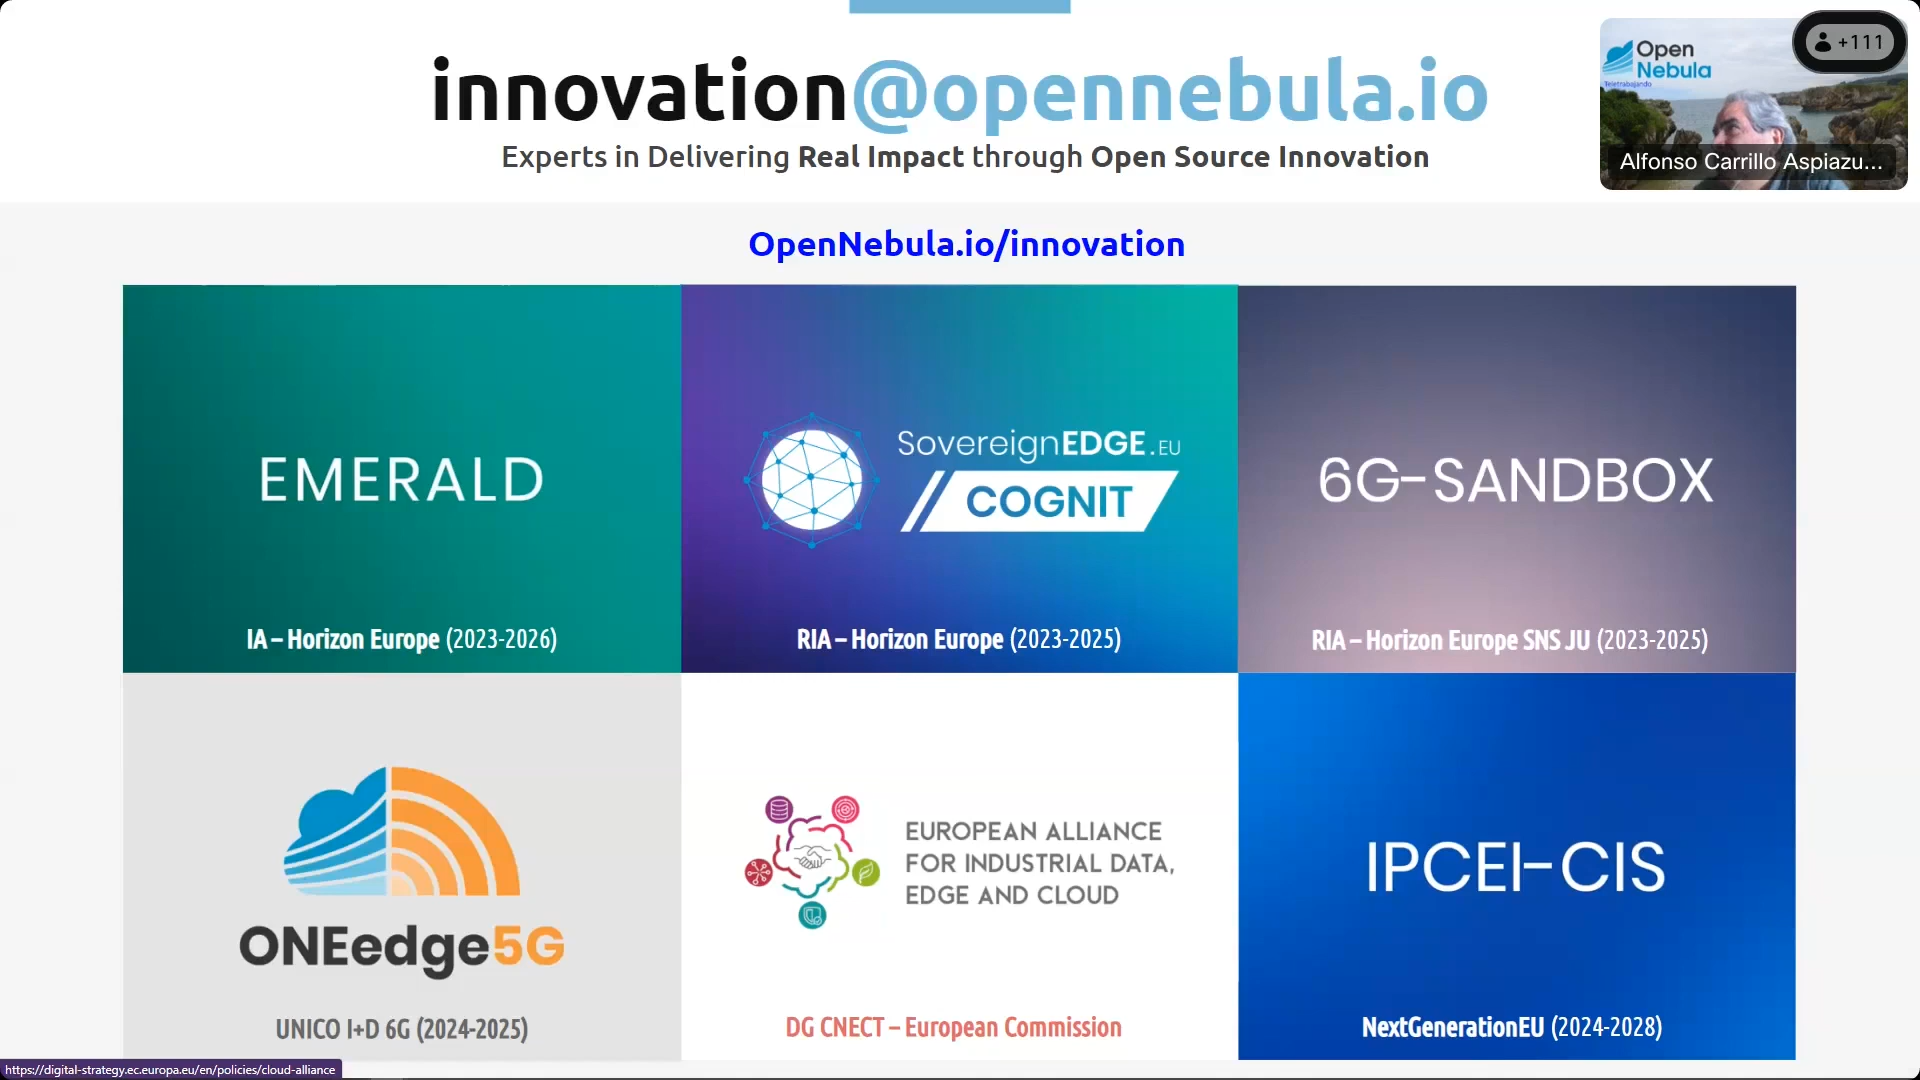 innovation@opennebula.io
Experts in Delivering Real Impact through Open Source Innovation
Open
Nebula
Teletrabajando
+111
Alfonso Carrillo Aspiazu...
OpenNebula.io/innovation
EMERALD
IA – Horizon Europe (2023-2026)
SovereignEDGE.EU
COGNIT
RIA – Horizon Europe (2023-2025)
6G-SANDBOX
RIA – Horizon Europe SNS JU (2023-2025)
ONEedge5G
UNICO I+D 6G (2024-2025)
EUROPEAN ALLIANCE
FOR INDUSTRIAL DATA,
EDGE AND CLOUD
DG CNECT – European Commission
IPCEI-CIS
NextGenerationEU (2024-2028)
https://digital-strategy.ec.europa.eu/en/policies/cloud-alliance